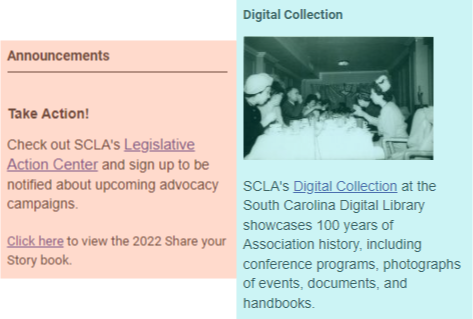 Announcements
Take Action!
Check out SCLA's Legislative
Action Center and sign up to be
notified about upcoming advocacy
campaigns.
Click here to view the 2022 Share your
Story book.
Digital Collection
SCLA's Digital Collection at the
South Carolina Digital Library
showcases 100 years of
Association history, including
conference programs, photographs
of events, documents, and
handbooks.